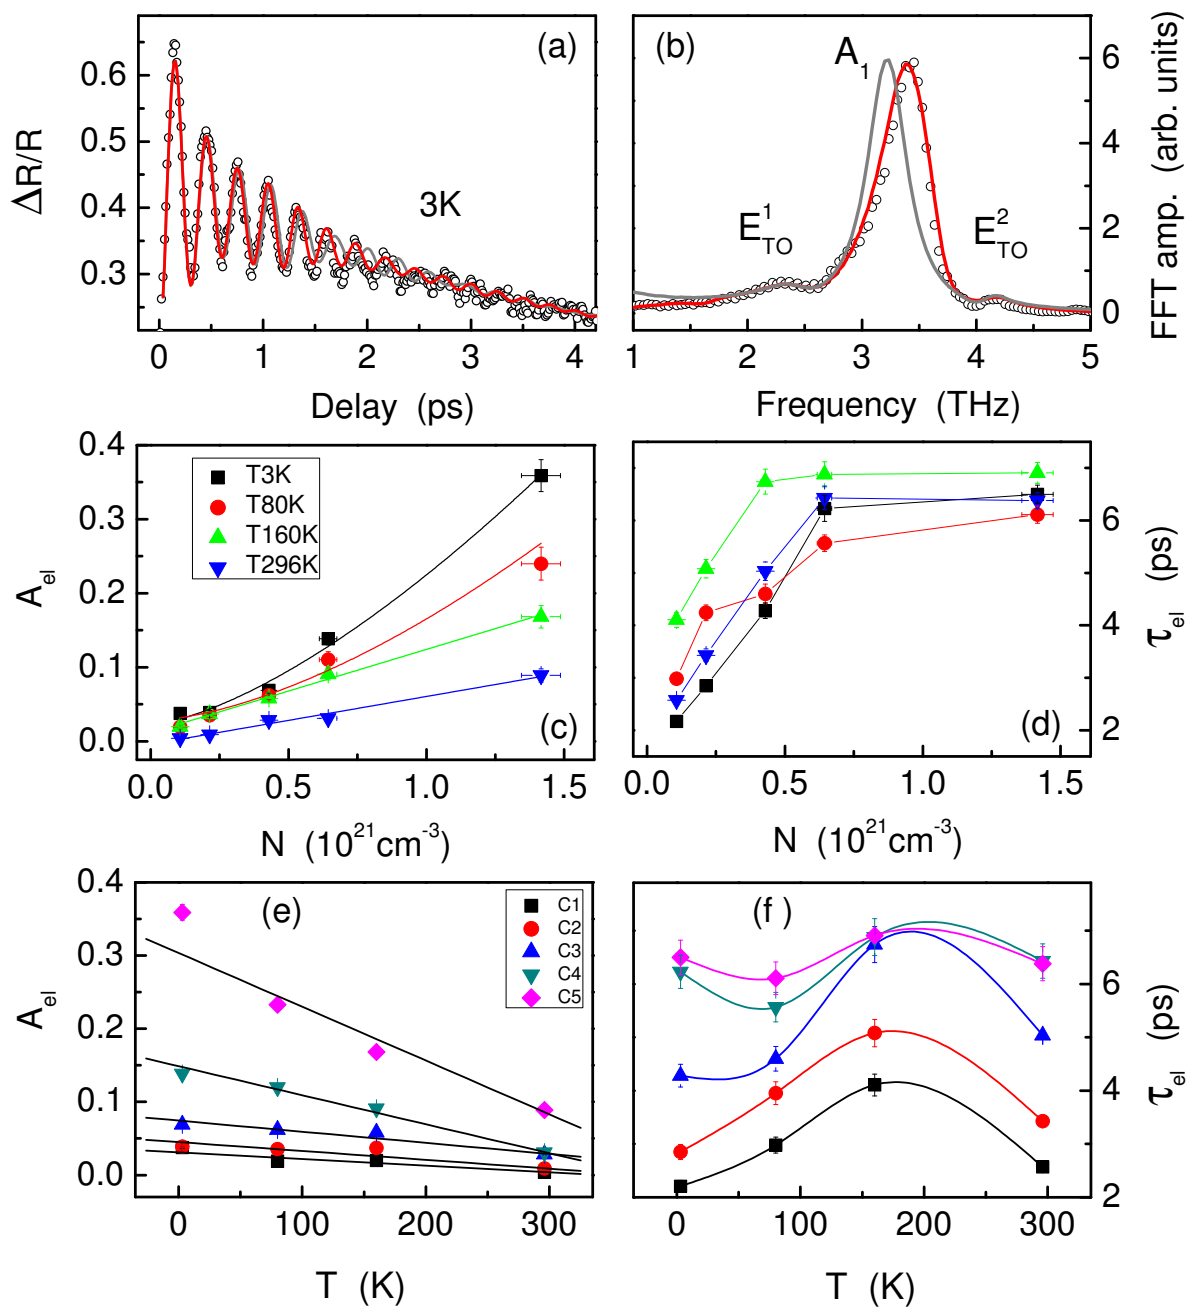 (a)
0.6
0.5
0.4
0.3
ΔR/R
3K
0 1 2 3 4
Delay (ps)
(b)
A1
E1TO
E2TO
6
4
2
0
FFT amp. (arb. units)
1 2 3 4 5
Frequency (THz)
0.4
0.3
0.2
0.1
0.0
Ael
T3K
T80K
T160K
T296K
(c)
0.0 0.5 1.0 1.5
N (10^21cm^-3)
6
4
2
τel (ps)
(d)
0.0 0.5 1.0 1.5
N (10^21cm^-3)
0.4
0.3
0.2
0.1
0.0
Ael
(e)
C1
C2
C3
C4
C5
0 100 200 300
T (K)
(f )
6
4
2
τel (ps)
0 100 200 300
T (K)